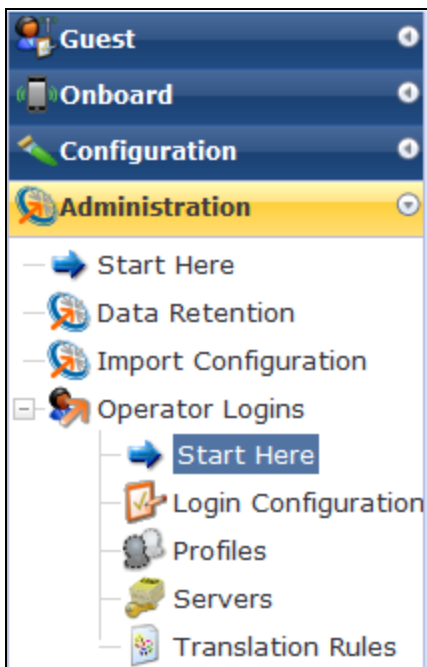 Guest
Onboard
Configuration
Administration
Start Here
Data Retention
Import Configuration
Operator Logins
Start Here
Login Configuration
Profiles
Servers
Translation Rules